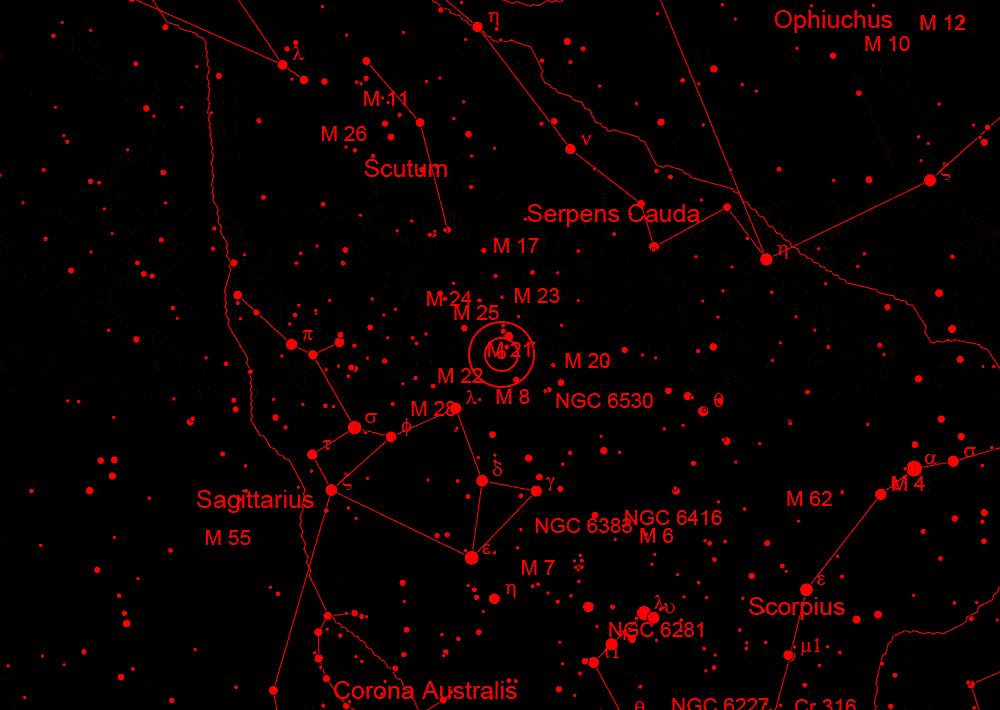 η
Ophiuchus
M 12
M 10
λ
M 11
M 26
ν
Scutum
ξ
Serpens Cauda
M 17
η
M 24
M 23
M 25
π
M 21
M 20
M 22
M 8
λ
NGC 6530
θ
M 28
σ
φ
τ
α
σ
δ
γ
ζ
M 4
Sagittarius
M 62
NGC 6383
NGC 6416
M 55
M 6
ε
M 7
ε
η
λ
υ
Scorpius
NGC 6281
ι1
μ1
Corona Australis
θ
NGC 6227
Cr 316